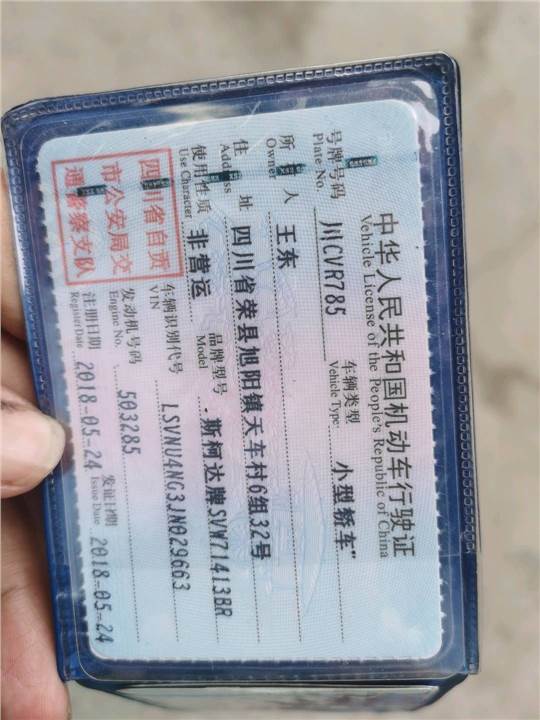 中华人民共和国机动车行驶证
Vehicle License of the People's Republic of China
号牌号码 川CVR785 车辆类型 小型轿车
Plate No. Vehicle Type
所有人 王东
Owner
住址 四川省荣县旭阳镇天车村6组32号
Address
使用性质 非营运 品牌型号 斯柯达牌SVW71413BR
Use Character Model
四川省自贡
市公安局交
通警察支队
车辆识别代号 LSVNU4NG3JN029663
VIN
发动机号码 503285
Engine No.
注册日期 2018-05-24 发证日期 2018-05-24
Register Date Issue Date